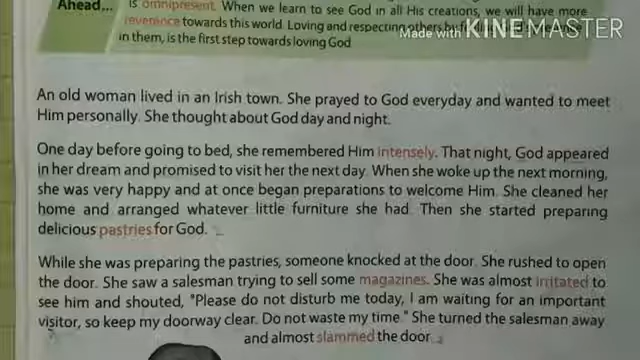 Ahead... is omnipresent. When we learn to see God in all His creations, we will have more
reverence towards this world. Loving and respecting others
Made with KINEMASTER
in them, is the first step towards loving God
An old woman lived in an Irish town. She prayed to God everyday and wanted to meet
Him personally. She thought about God day and night.
One day before going to bed, she remembered Him intensely. That night, God appeared
in her dream and promised to visit her the next day. When she woke up the next morning,
she was very happy and at once began preparations to welcome Him. She cleaned her
home and arranged whatever little furniture she had. Then she started preparing
delicious pastries for God.
While she was preparing the pastries, someone knocked at the door. She rushed to open
the door. She saw a salesman trying to sell some magazines. She was almost irritated to
see him and shouted, "Please do not disturb me today, I am waiting for an important
visitor, so keep my doorway clear. Do not waste my time." She turned the salesman away
and almost slammed the door.